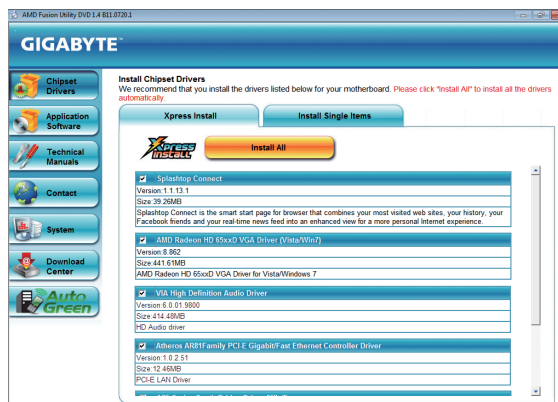 AMD Fusion Utility DVD 1.4 B11.0720.1
GIGABYTE™
Chipset
Drivers
Application
Software
Technical
Manuals
Contact
System
Download
Center
Auto
Green
Install Chipset Drivers
We recommend that you install the drivers listed below for your motherboard. Please click "Install All" to install all the drivers
automatically.
Xpress Install
Install Single Items
Xpress
Install
Install All
Splashtop Connect
Version:1.1.13.1
Size:39.26MB
Splashtop Connect is the smart start page for browser that combines your most visited web sites, your history, your
Facebook friends and your real-time news feed into an enhanced view for a more personal Internet experience.
AMD Radeon HD 65xxD VGA Driver (Vista/Win7)
Version:8.862
Size:441.61MB
AMD Radeon HD 65xxD VGA Driver for Vista/Windows 7
VIA High Definition Audio Driver
Version:6.0.01.9800
Size:414.48MB
HD Audio driver
Atheros AR81Family PCI-E Gigabit/Fast Ethernet Controller Driver
Version:1.0.2.51
Size:12.46MB
PCI-E LAN Driver